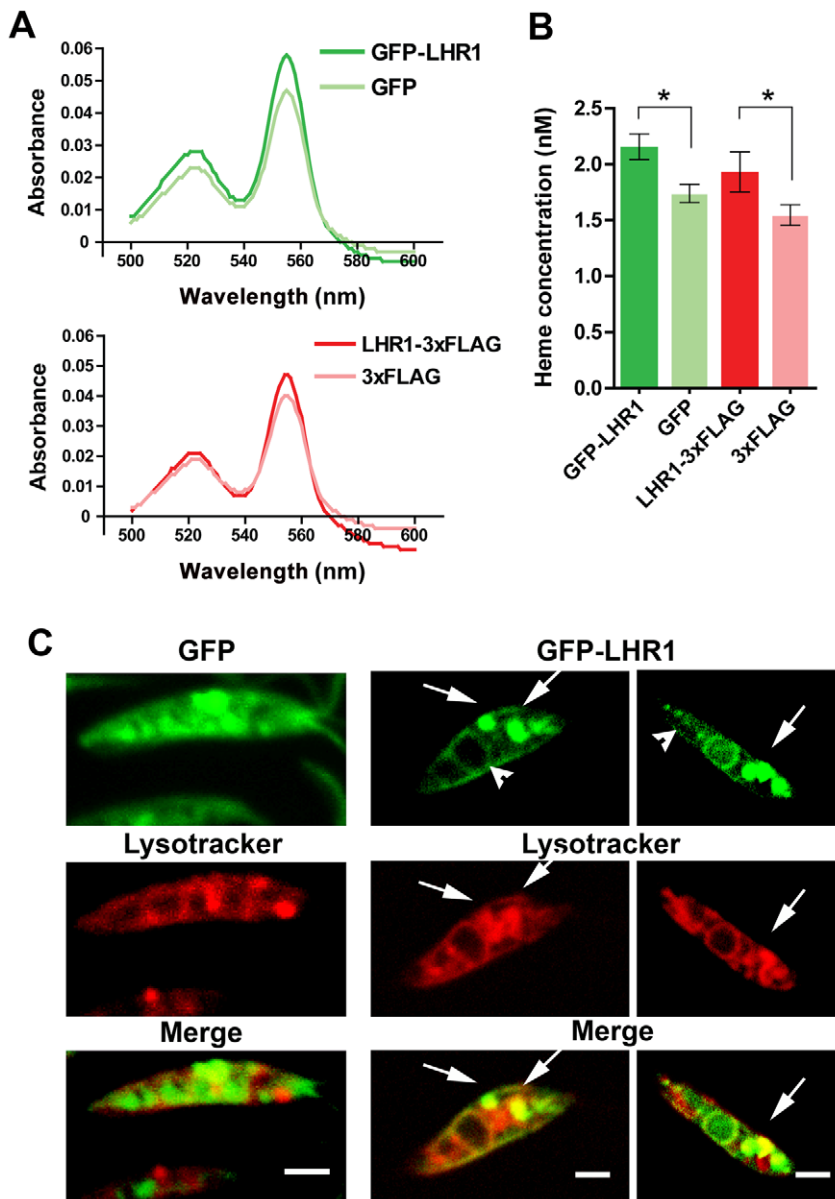 A
0.06
0.05
0.04
0.03
0.02
0.01
0
500 520 540 560 580 600
Absorbance
Wavelength (nm)
GFP-LHR1
GFP
0.06
0.05
0.04
0.03
0.02
0.01
0
500 520 540 560 580 600
Absorbance
Wavelength (nm)
LHR1-3xFLAG
3xFLAG
B
Heme concentration (nM)
2.5
2.0
1.5
1.0
0.5
0.0
* *
GFP-LHR1
GFP
LHR1-3xFLAG
3xFLAG
C
GFP GFP-LHR1
Lysotracker Lysotracker
Merge Merge